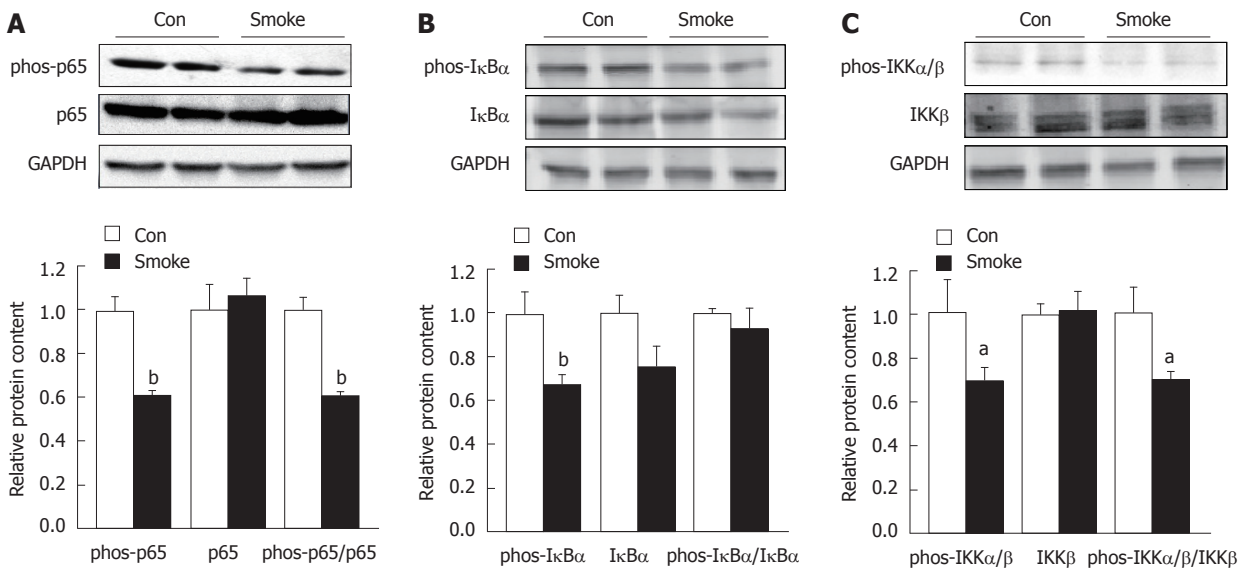 A
Con Smoke
phos-p65
p65
GAPDH
Con
Smoke
Relative protein content
1.2
1.0
0.8
0.6
0.4
0.2
0.0
b
b
phos-p65 p65 phos-p65/p65
B
Con Smoke
phos-IκBα
IκBα
GAPDH
Con
Smoke
Relative protein content
1.2
1.0
0.8
0.6
0.4
0.2
0.0
b
phos-IκBα IκBα phos-IκBα/IκBα
C
Con Smoke
phos-IKKα/β
IKKβ
GAPDH
Con
Smoke
Relative protein content
1.2
1.0
0.8
0.6
0.4
0.2
0.0
a
a
phos-IKKα/β IKKβ phos-IKKα/β/IKKβ